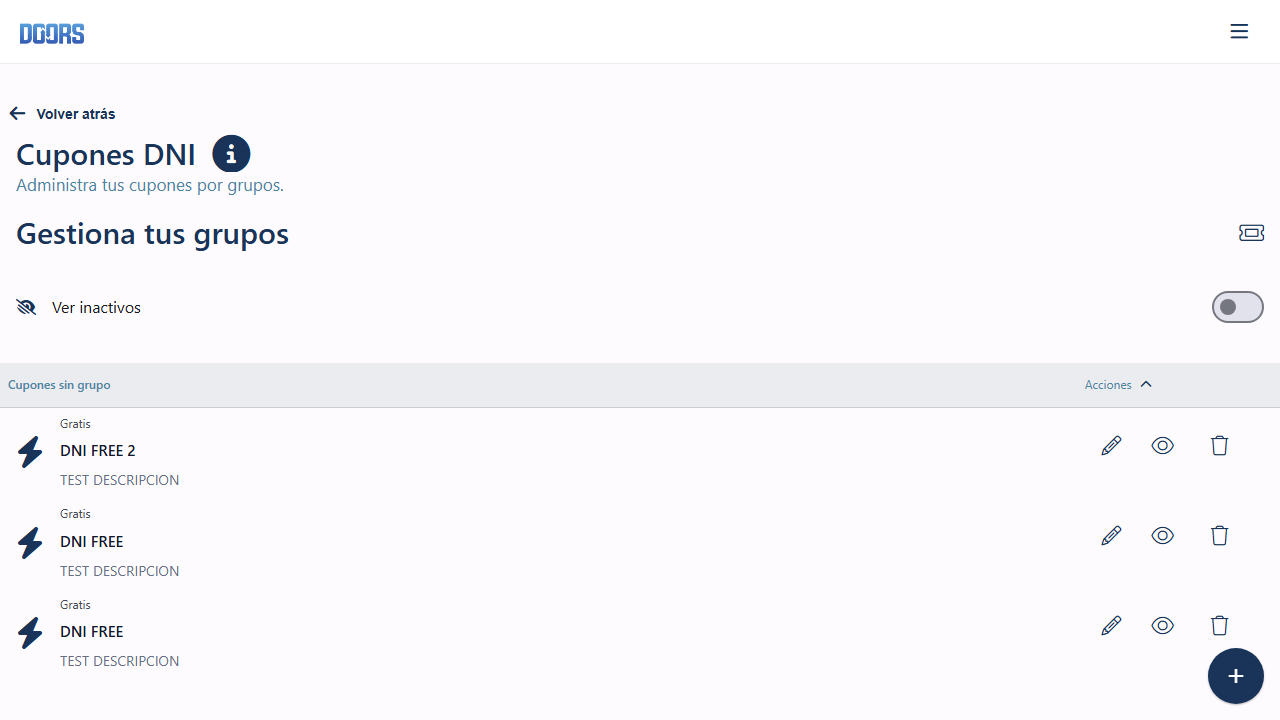 DOORS
Volver atrás
Cupones DNI
Administra tus cupones por grupos.
Gestiona tus grupos
Ver inactivos
Cupones sin grupo
Acciones
Gratis
DNI FREE 2
TEST DESCRIPCION
Gratis
DNI FREE
TEST DESCRIPCION
Gratis
DNI FREE
TEST DESCRIPCION